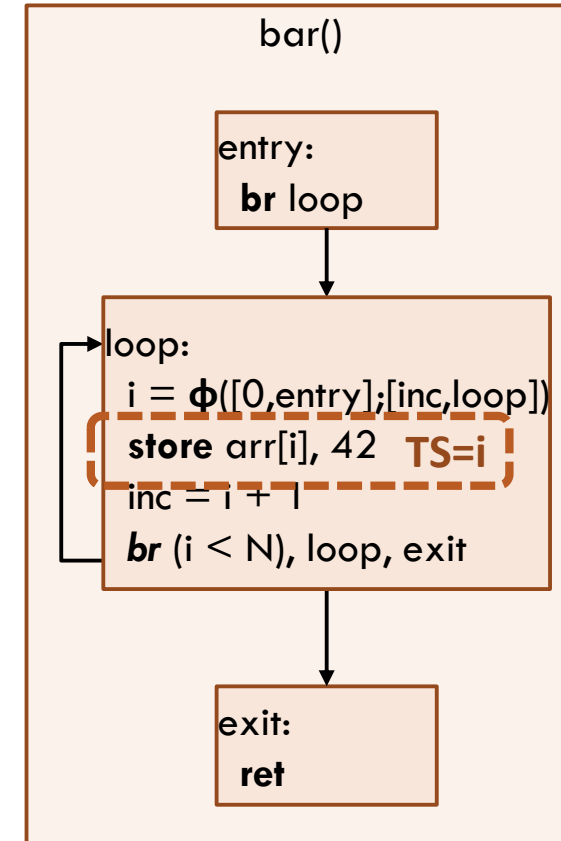 bar()
entry:
br loop
loop:
i = ϕ([0,entry];[inc,loop])
store arr[i], 42 TS=i
inc = i + 1
br (i < N), loop, exit
exit:
ret